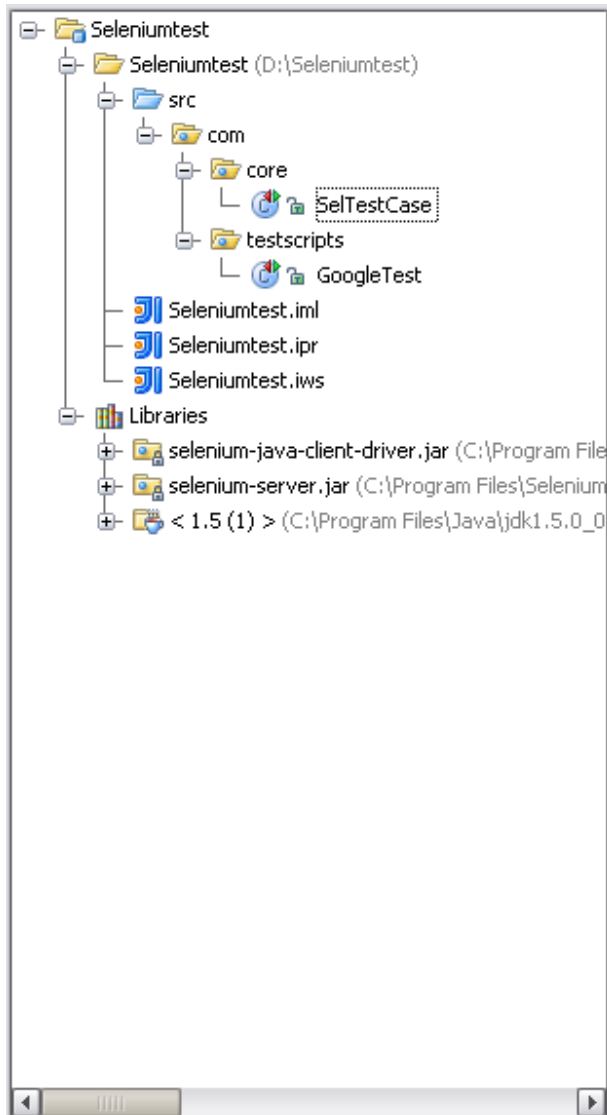 Seleniumtest
Seleniumtest (D:\Seleniumtest)
src
com
core
SelTestCase
testscripts
GoogleTest
Seleniumtest.iml
Seleniumtest.ipr
Seleniumtest.iws
Libraries
selenium-java-client-driver.jar (C:\Program File
selenium-server.jar (C:\Program Files\Selenium
< 1.5 (1) > (C:\Program Files\Java\jdk1.5.0_0